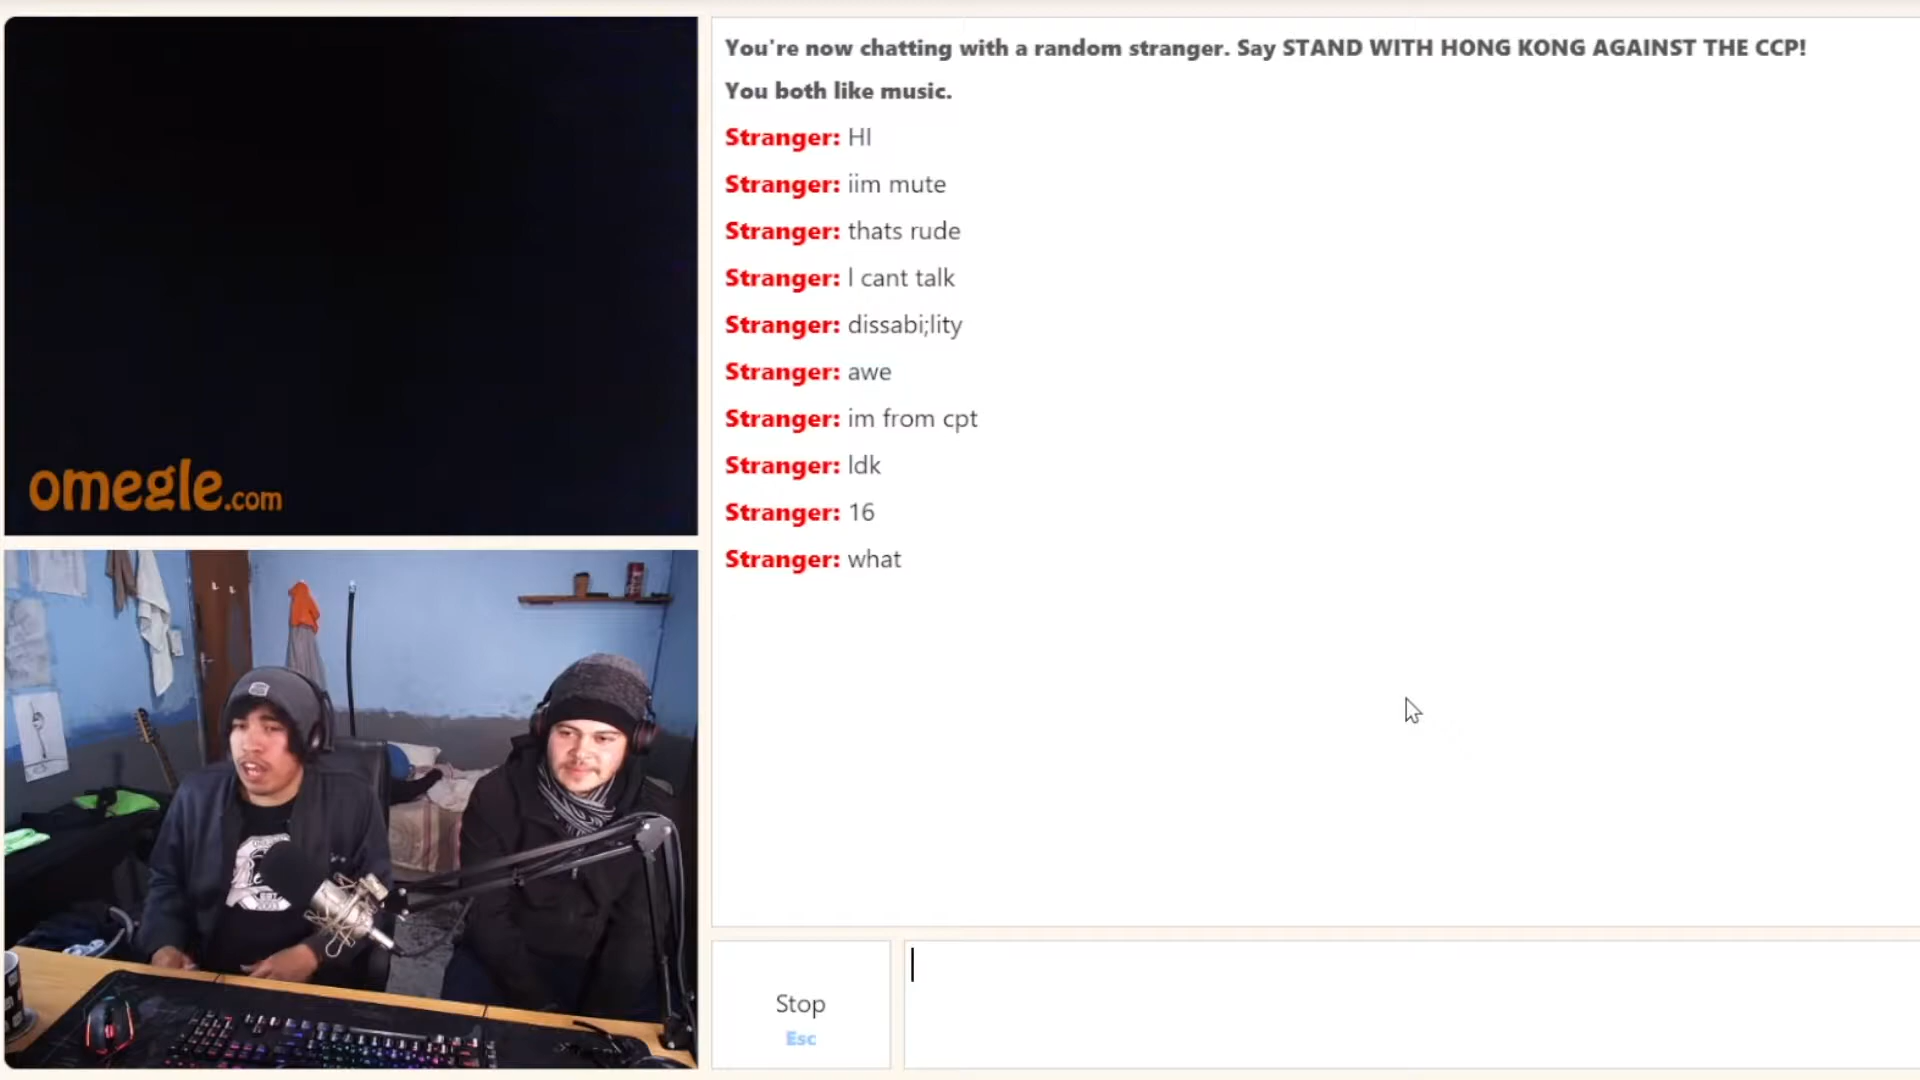 You're now chatting with a random stranger. Say STAND WITH HONG KONG AGAINST THE CCP!
You both like music.
Stranger: HI
Stranger: iim mute
Stranger: thats rude
Stranger: I cant talk
Stranger: dissabi;lity
Stranger: awe
Stranger: im from cpt
Stranger: Idk
Stranger: 16
Stranger: what
omegle.com
Stop
Esc